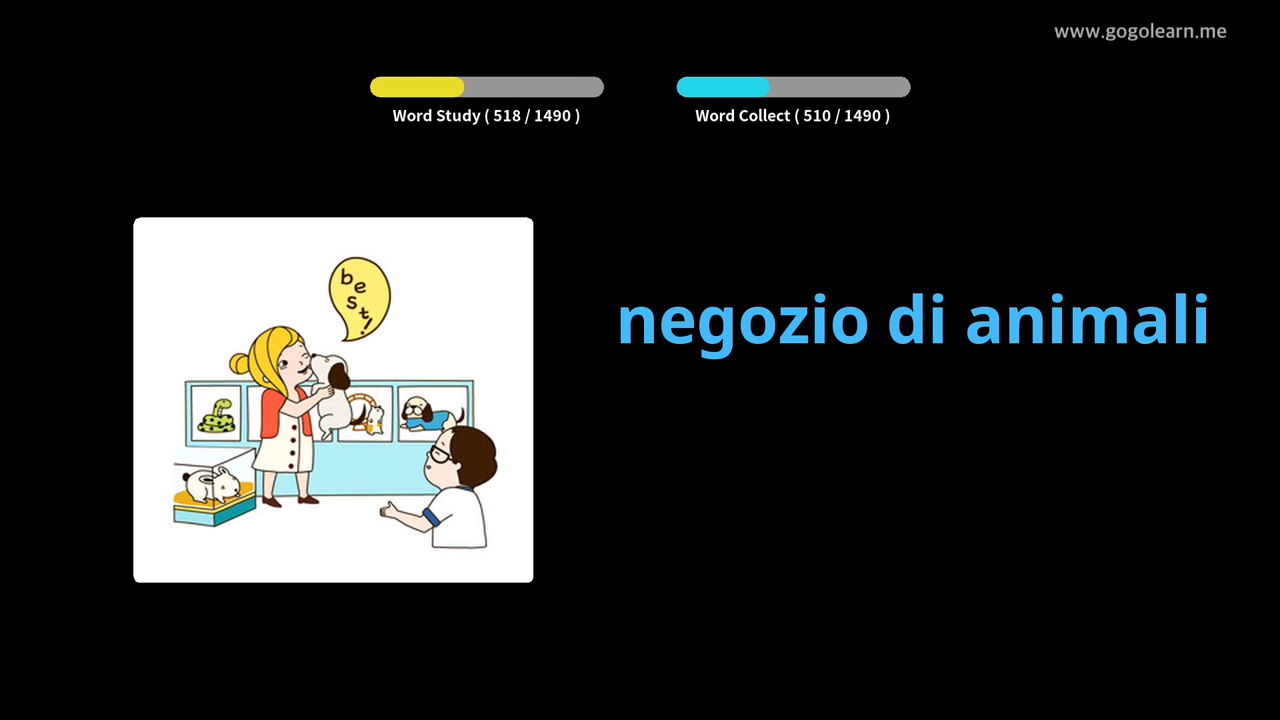 www.gogolearn.me
Word Study ( 518 / 1490 )
Word Collect ( 510 / 1490 )
best!
negozio di animali